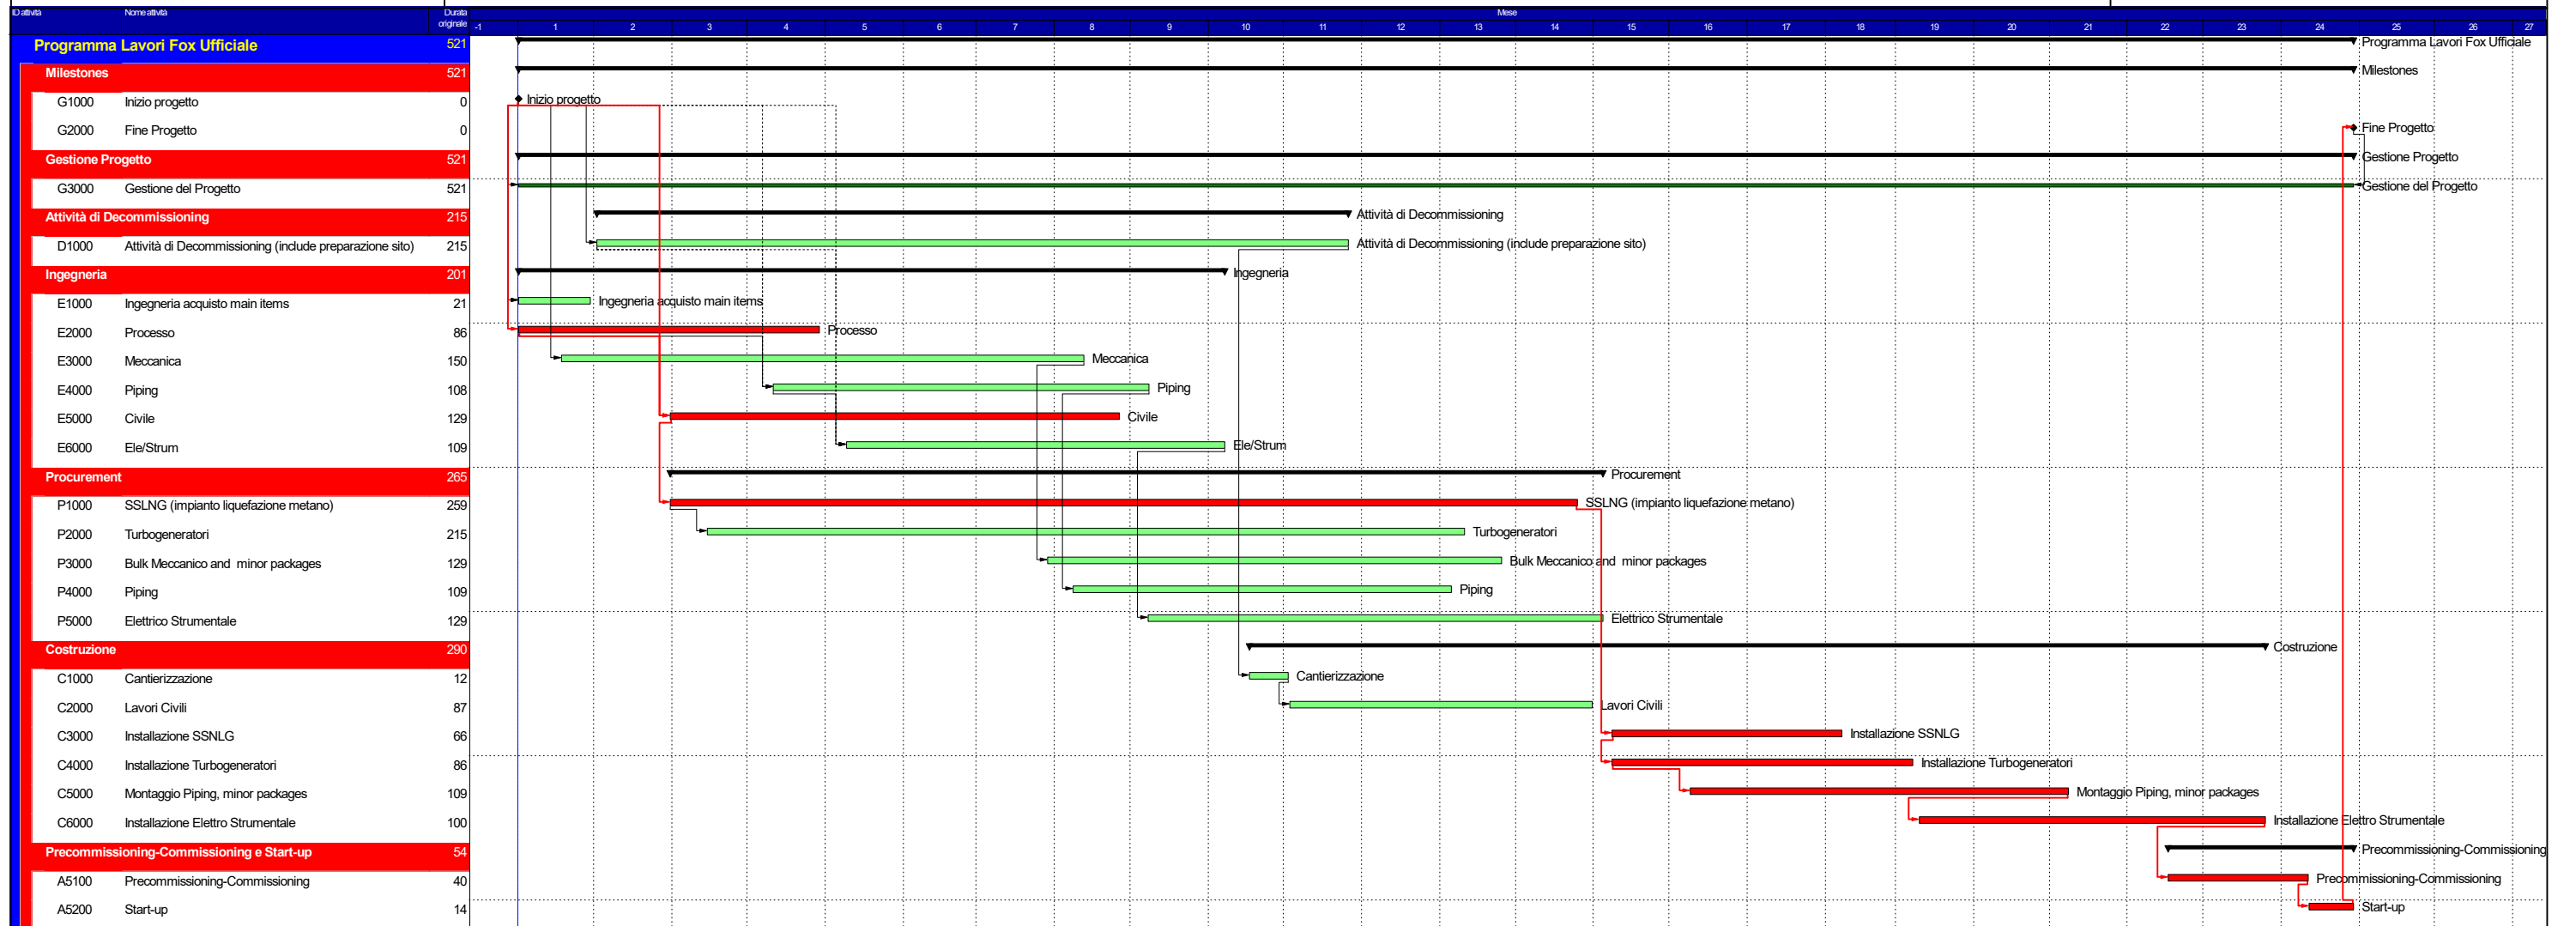 ID attività Nome attività Durata originale Mese
-1 1 2 3 4 5 6 7 8 9 10 11 12 13 14 15 16 17 18 19 20 21 22 23 24 25 26 27
Programma Lavori Fox Ufficiale 521 Programma Lavori Fox Ufficiale
Milestones 521 Milestones
G1000 Inizio progetto 0 Inizio progetto
G2000 Fine Progetto 0 Fine Progetto
Gestione Progetto 521 Gestione Progetto
G3000 Gestione del Progetto 521 Gestione del Progetto
Attività di Decommissioning 215 Attività di Decommissioning
D1000 Attività di Decommissioning (include preparazione sito) 215 Attività di Decommissioning (include preparazione sito)
Ingegneria 201 Ingegneria
E1000 Ingegneria acquisto main items 21 Ingegneria acquisto main items
E2000 Processo 86 Processo
E3000 Meccanica 150 Meccanica
E4000 Piping 108 Piping
E5000 Civile 129 Civile
E6000 Ele/Strum 109 Ele/Strum
Procurement 265 Procurement
P1000 SSLNG (impianto liquefazione metano) 259 SSLNG (impianto liquefazione metano)
P2000 Turbogeneratori 215 Turbogeneratori
P3000 Bulk Meccanico and minor packages 129 Bulk Meccanico and minor packages
P4000 Piping 109 Piping
P5000 Elettrico Strumentale 129 Elettrico Strumentale
Costruzione 290 Costruzione
C1000 Cantierizzazione 12 Cantierizzazione
C2000 Lavori Civili 87 Lavori Civili
C3000 Installazione SSNLG 66 Installazione SSNLG
C4000 Installazione Turbogeneratori 86 Installazione Turbogeneratori
C5000 Montaggio Piping, minor packages 109 Montaggio Piping, minor packages
C6000 Installazione Elettro Strumentale 100 Installazione Elettro Strumentale
Precommissioning-Commissioning e Start-up 54 Precommissioning-Commissioning
A5100 Precommissioning-Commissioning 40 Precommissioning-Commissioning
A5200 Start-up 14 Start-up